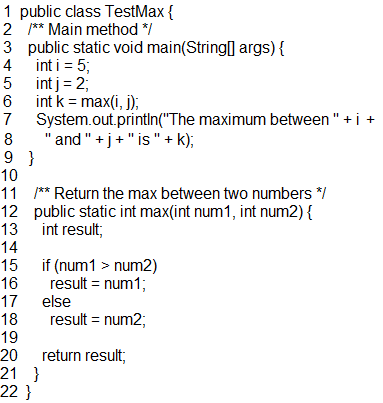 1 public class TestMax {
2 /** Main method */
3 public static void main(String[] args) {
4 int i = 5;
5 int j = 2;
6 int k = max(i, j);
7 System.out.println("The maximum between " + i +
8 " and " + j + " is " + k);
9 }
10
11 /** Return the max between two numbers */
12 public static int max(int num1, int num2) {
13 int result;
14
15 if (num1 > num2)
16 result = num1;
17 else
18 result = num2;
19
20 return result;
21 }
22 }